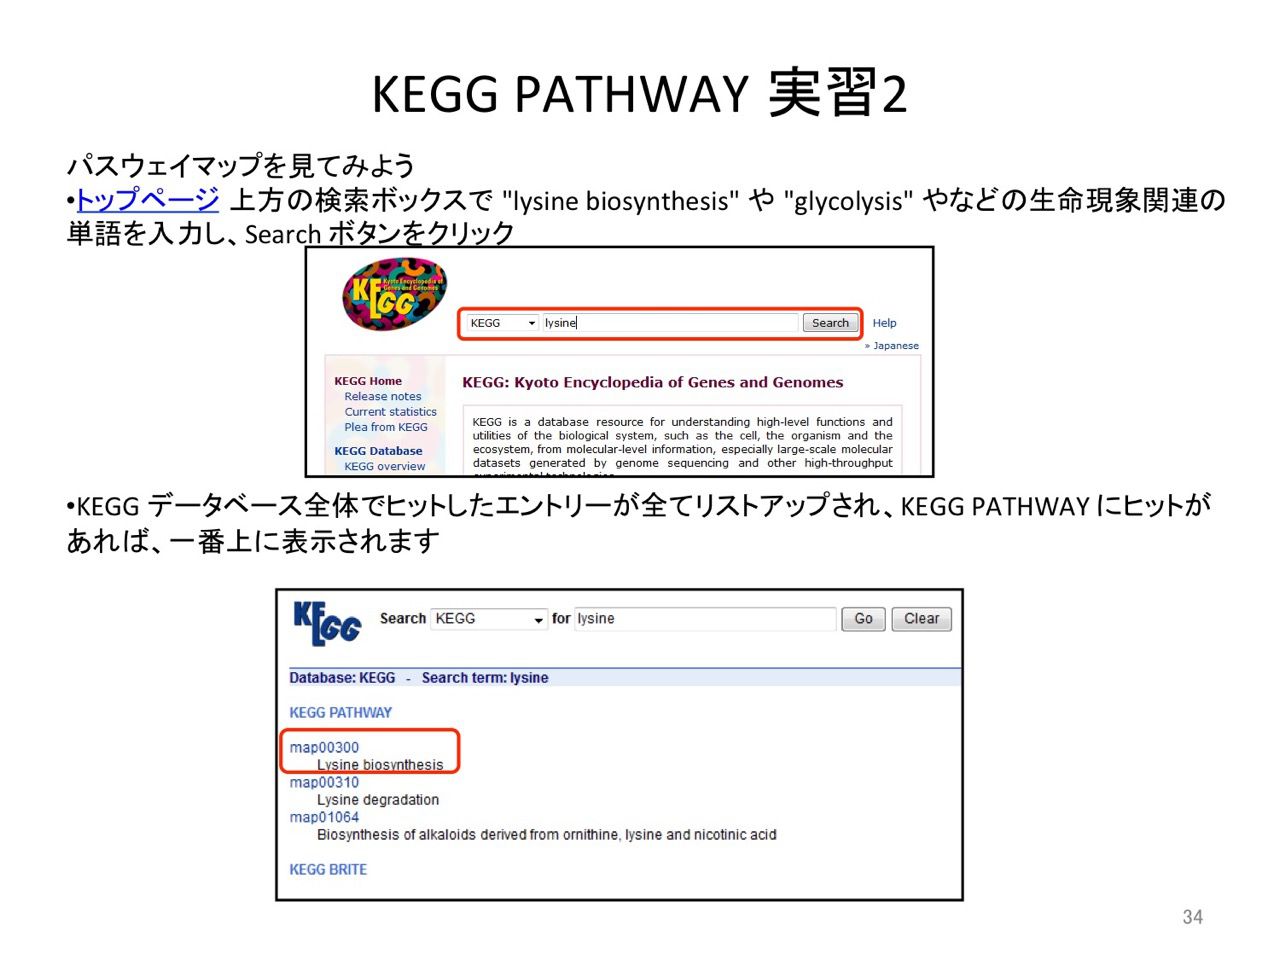 KEGG PATHWAY 実習2
パスウェイマップを見てみよう
•トップページ 上方の検索ボックスで "lysine biosynthesis" や "glycolysis" やなどの生命現象関連の
単語を入力し、Search ボタンをクリック
KEGG
Kyoto Encyclopedia of
Genes and Genomes
KEGG lysine Search Help
» Japanese
KEGG Home
Release notes
Current statistics
Plea from KEGG
KEGG Database
KEGG overview
KEGG: Kyoto Encyclopedia of Genes and Genomes
KEGG is a database resource for understanding high-level functions and
utilities of the biological system, such as the cell, the organism and the
ecosystem, from molecular-level information, especially large-scale molecular
datasets generated by genome sequencing and other high-throughput
experimental technologies
•KEGG データベース全体でヒットしたエントリーが全てリストアップされ、KEGG PATHWAY にヒットが
あれば、一番上に表示されます
KEGG
Search KEGG for lysine Go Clear
Database: KEGG - Search term: lysine
KEGG PATHWAY
map00300
Lysine biosynthesis
map00310
Lysine degradation
map01064
Biosynthesis of alkaloids derived from ornithine, lysine and nicotinic acid
KEGG BRITE
34